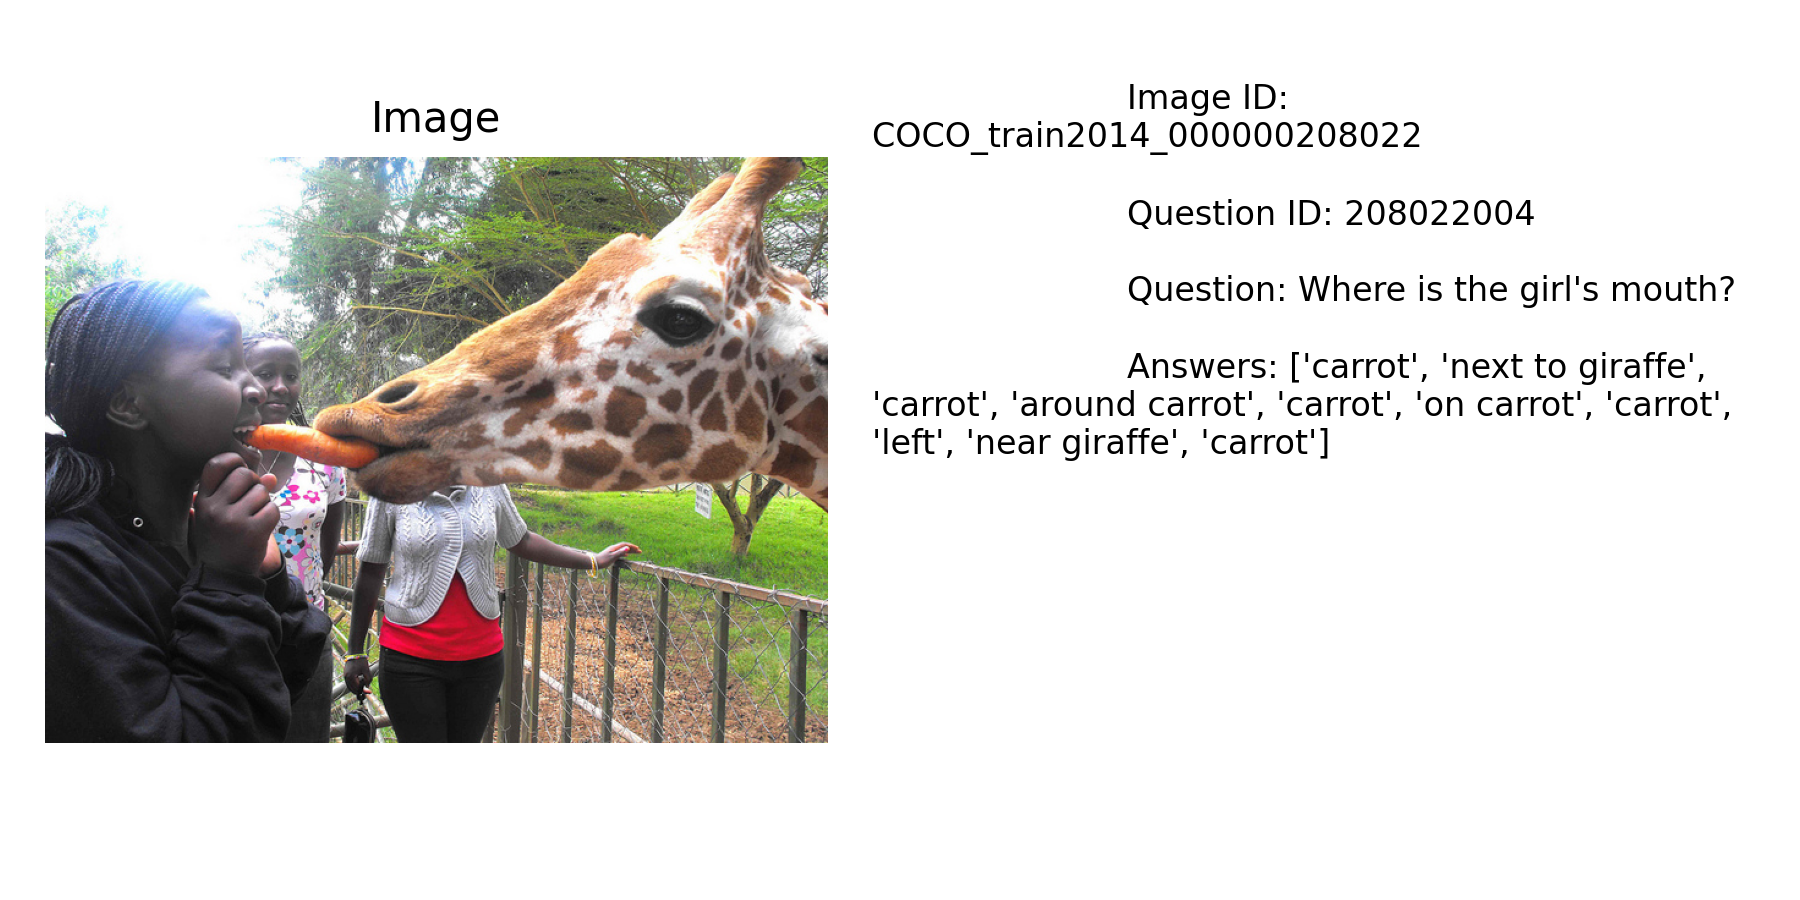 Image
Image ID:
COCO_train2014_000000208022
Question ID: 208022004
Question: Where is the girl's mouth?
Answers: ['carrot', 'next to giraffe',
'carrot', 'around carrot', 'carrot', 'on carrot', 'carrot',
'left', 'near giraffe', 'carrot']